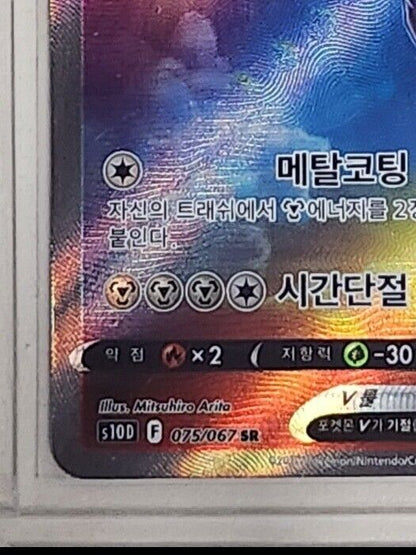 메탈코팅
자신의 트래쉬에서 에너지를 2
붙인다.
시간단절
약 점 ×2 저항력 -30
Illus. Mitsuhiro Arita
V룰
s10D F 075/067 SR
포켓몬V가 기절